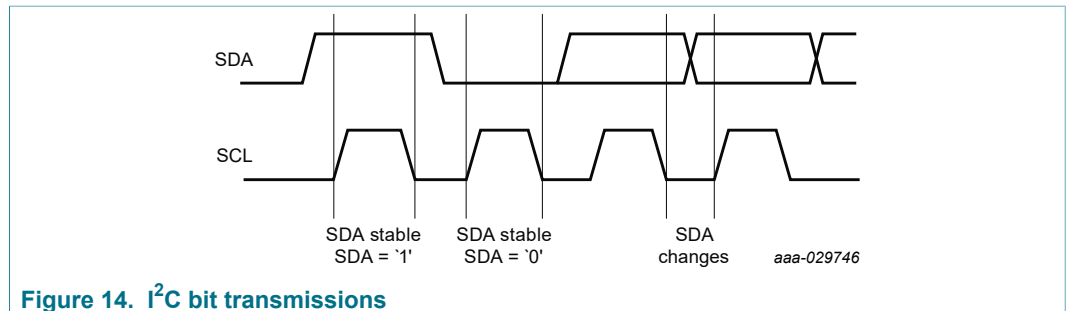 SDA
SCL
SDA stable
SDA = `1'
SDA stable
SDA = `0'
SDA
changes
aaa-029746
Figure 14. I2C bit transmissions